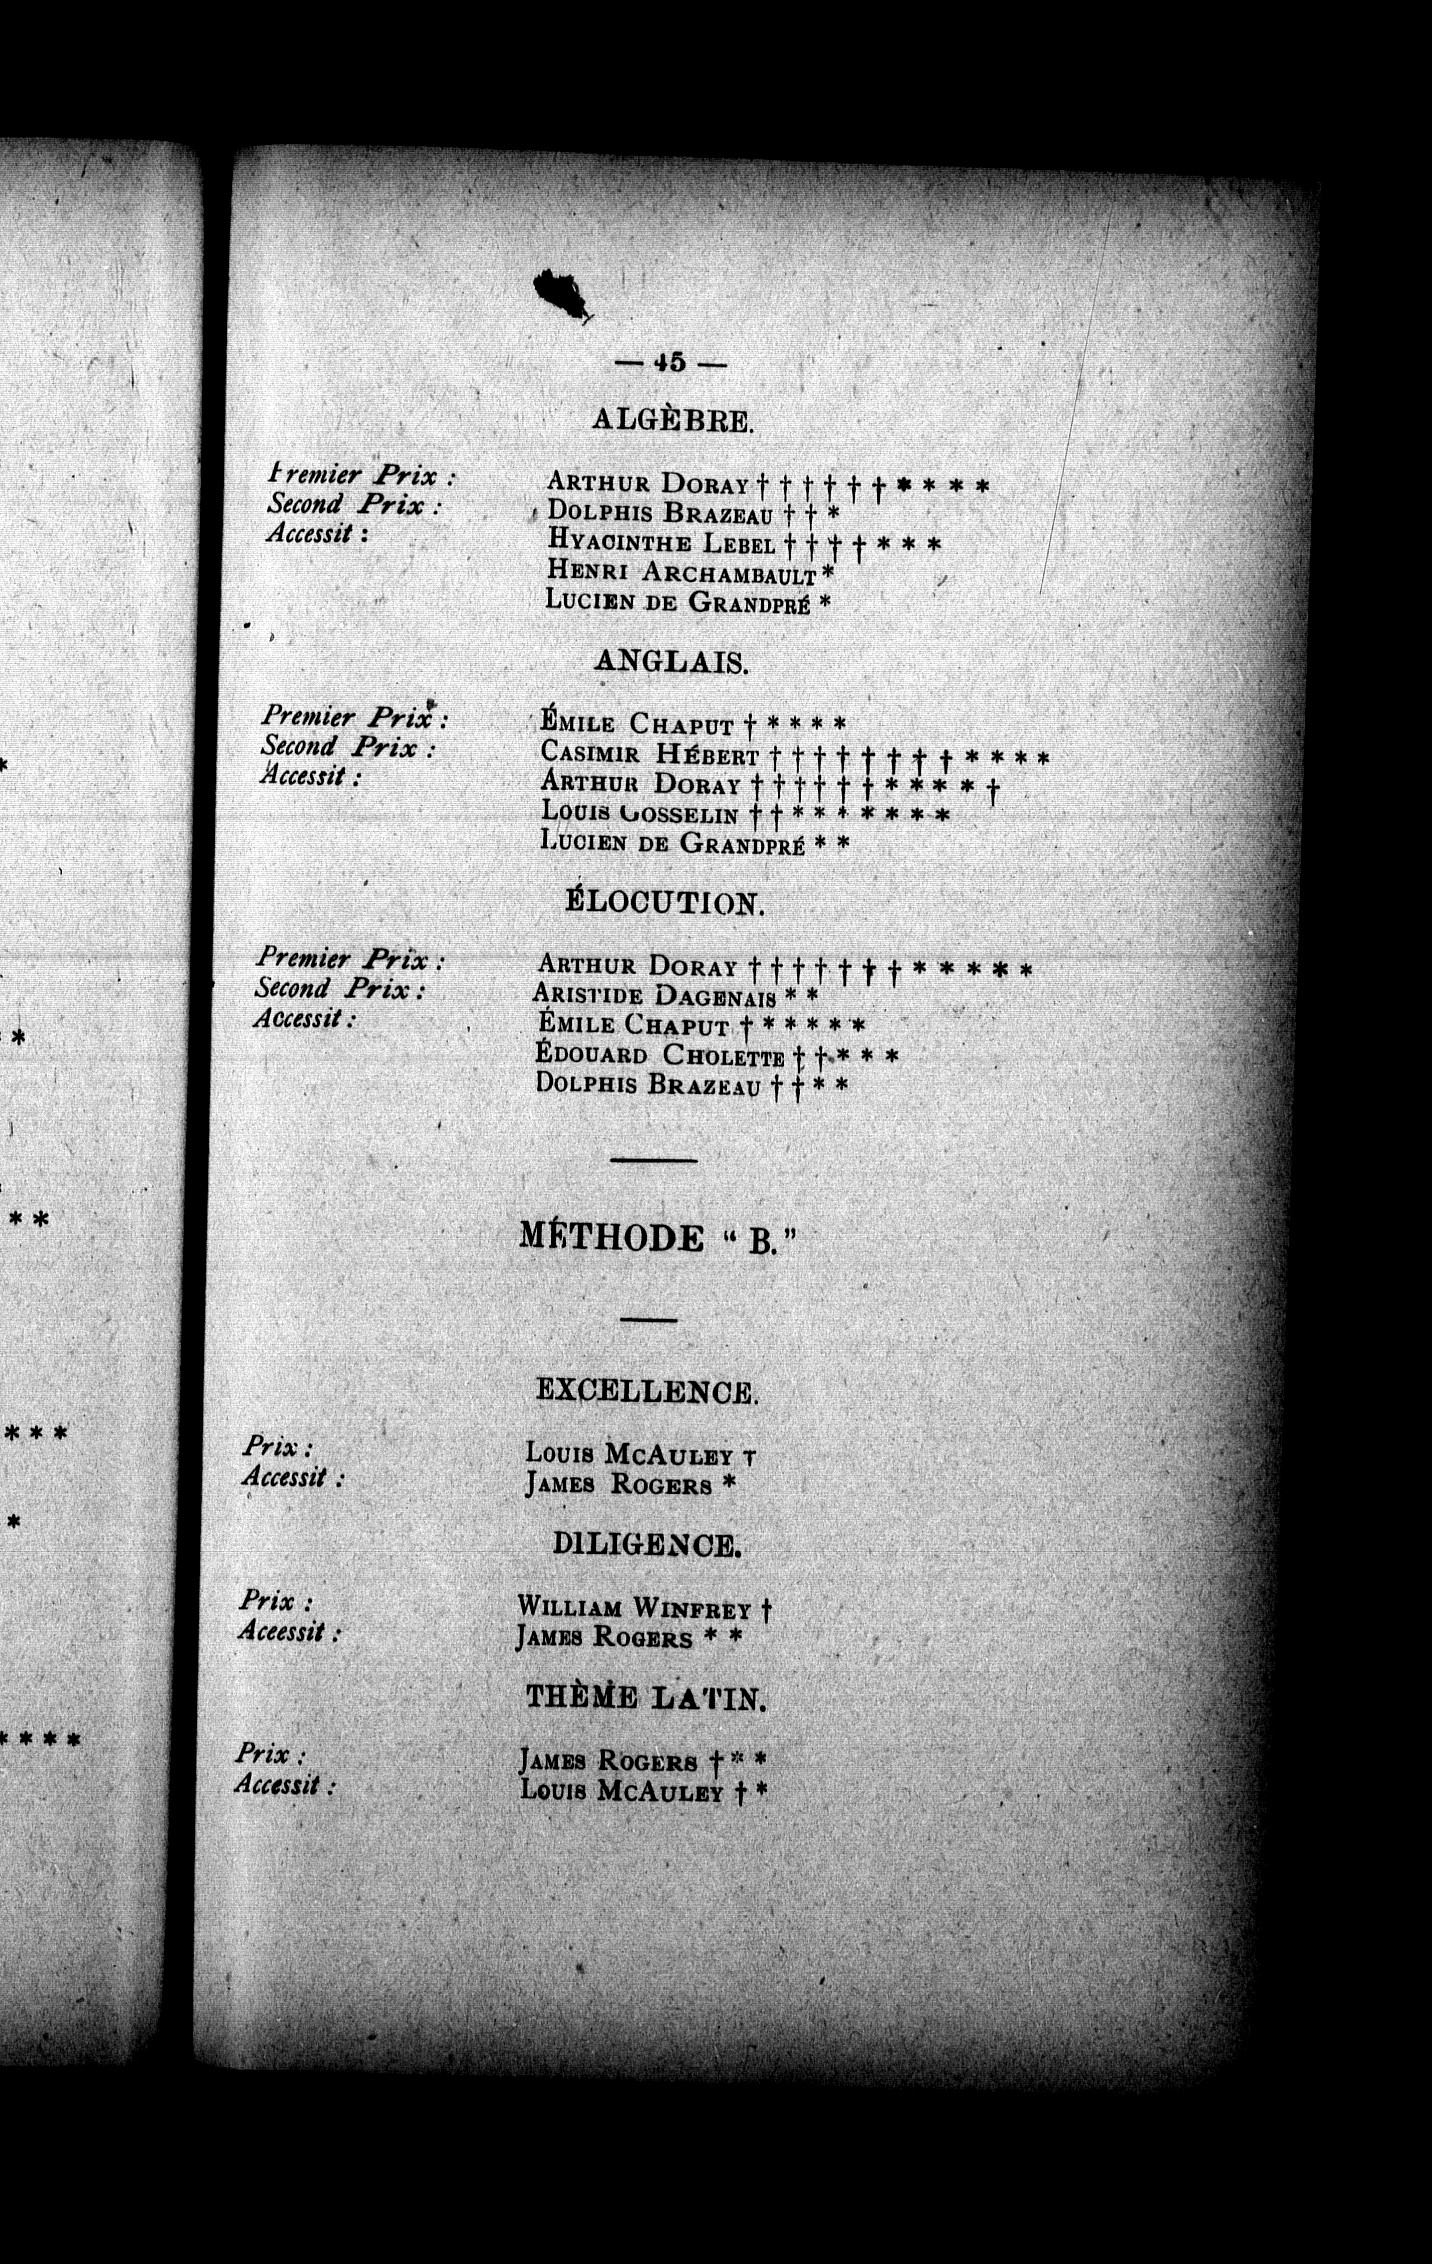 — 45 —
ALGÈBRE.
Premier Prix : ARTHUR DORAY † † † † † † * * * *
Second Prix : DOLPHIS BRAZEAU † † *
Accessit : HYACINTHE LEBEL † † † † * * *
HENRI ARCHAMBAULT *
LUCIEN DE GRANDPRÉ *
ANGLAIS.
Premier Prix : ÉMILE CHAPUT † * * * *
Second Prix : CASIMIR HÉBERT † † † † † † † † * * * *
Accessit : ARTHUR DORAY † † † † † † * * * * †
LOUIS GOSSELIN † † * * * * * * *
LUCIEN DE GRANDPRÉ * *
ÉLOCUTION.
Premier Prix : ARTHUR DORAY † † † † † † † * * * * *
Second Prix : ARISTIDE DAGENAIS * *
Accessit : ÉMILE CHAPUT † * * * * *
ÉDOUARD CHOLETTE † † * * *
DOLPHIS BRAZEAU † † * *
MÉTHODE “ B.”
EXCELLENCE.
Prix : LOUIS MCAULEY †
Accessit : JAMES ROGERS *
DILIGENCE.
Prix : WILLIAM WINFREY †
Aceessit : JAMES ROGERS * *
THÈME LATIN.
Prix : JAMES ROGERS † * *
Accessit : LOUIS MCAULEY † *